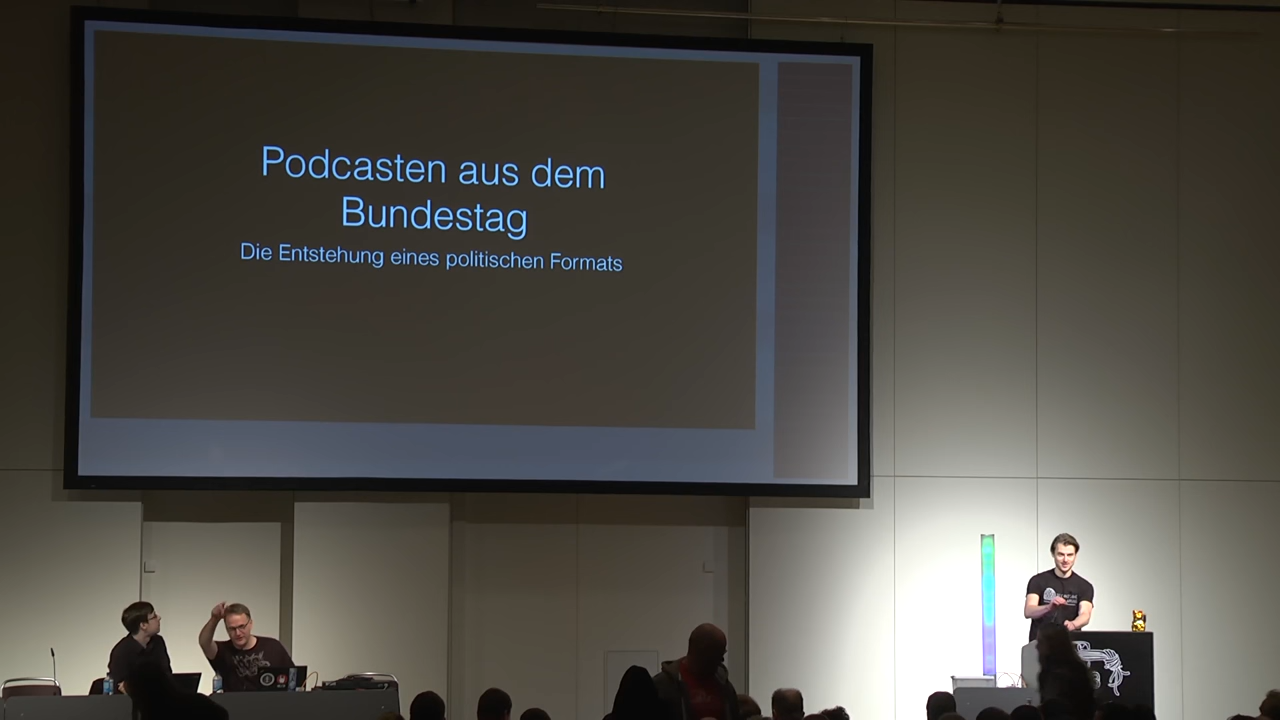 Podcasten aus dem
Bundestag
Die Entstehung eines politischen Formats